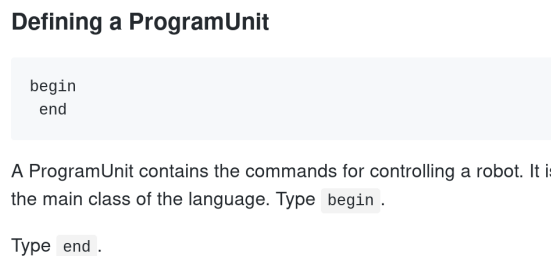 Defining a ProgramUnit
begin
end
A ProgramUnit contains the commands for controlling a robot. It is
the main class of the language. Type begin .
Type end .